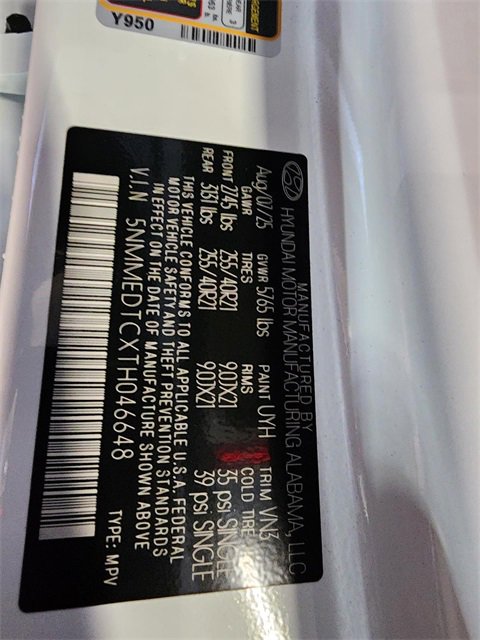 MANUFACTURED BY
HYUNDAI MOTOR MANUFACTURING ALABAMA, LLC
Aug/07/25 GVWR 5765 lbs PAINT UYH TRIM VN3
GAWR TIRES RIMS COLD TIRE
FRONT 2745 lbs 255/40R21 9.0JX21 35 psi SINGLE
REAR 3131 lbs 255/40R21 9.0JX21 39 psi SINGLE
THIS VEHICLE CONFORMS TO ALL APPLICABLE U.S.A. FEDERAL
MOTOR VEHICLE SAFETY AND THEFT PREVENTION STANDARDS
IN EFFECT ON THE DATE OF MANUFACTURE SHOWN ABOVE
V.I.N 5NMMEDTCXTH046648 TYPE: MPV
Y950